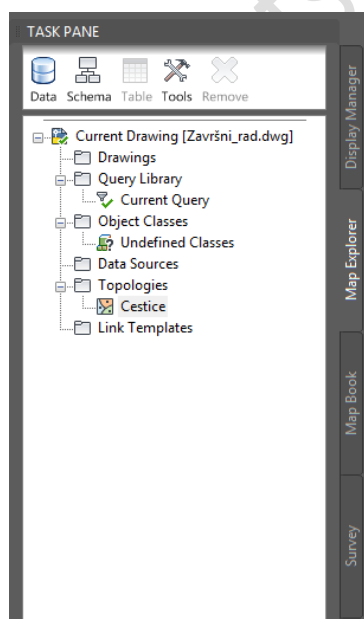 TASK PANE
Data Schema Table Tools Remove
Current Drawing [Završni_rad.dwg]
Drawings
Query Library
Current Query
Object Classes
Undefined Classes
Data Sources
Topologies
Cestice
Link Templates
Display Manager
Map Explorer
Map Book
Survey